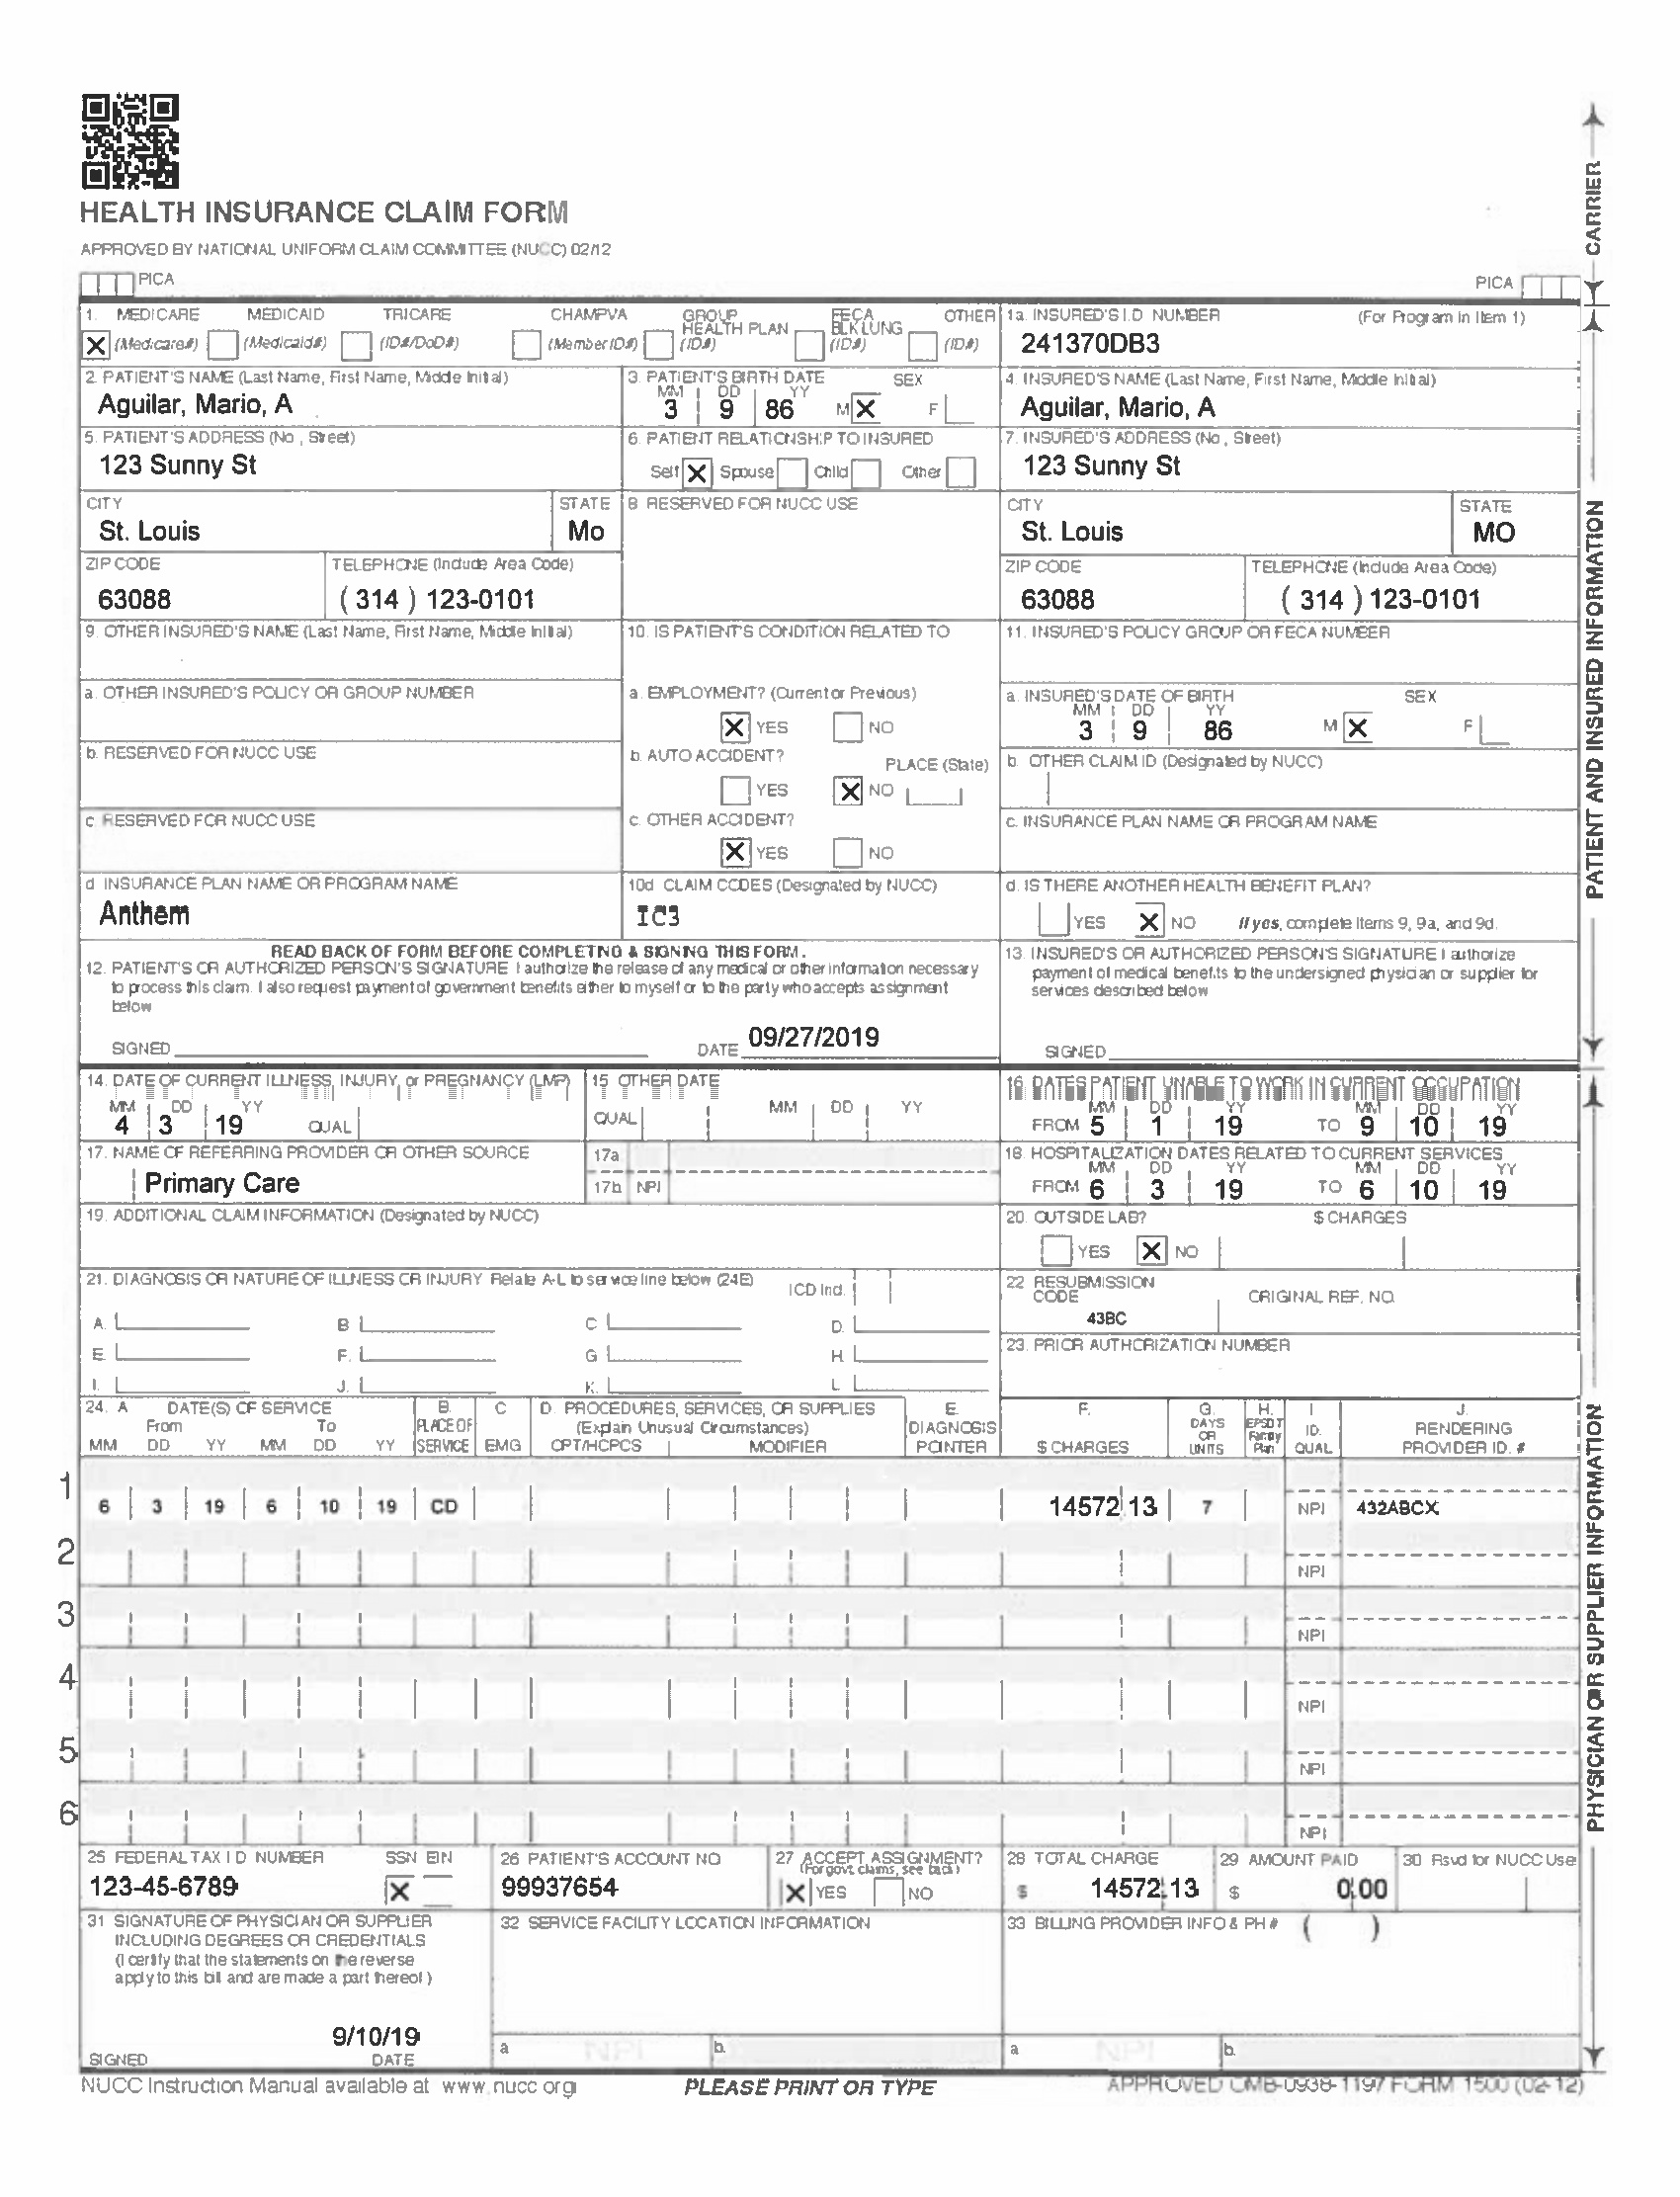 HEALTH INSURANCE CLAIM FORM
APPROVED BY NATIONAL UNIFORM CLAIM COMMITTEE (NUCC) 02/12
PICA
PICA
CARRIER
1. MEDICARE MEDICAID TRICARE CHAMPVA GROUP HEALTH PLAN FECA BLK LUNG OTHER
X (Medicare#) (Medicaid#) (ID#/DoD#) (Member ID#) (ID#) (ID#) (ID#)
1a. INSURED'S I.D NUMBER (For Program in Item 1)
241370DB3
2. PATIENT'S NAME (Last Name, First Name, Middle Initial)
Aguilar, Mario, A
3. PATIENT'S BIRTH DATE SEX
MM DD YY
3 9 86 M X F
4. INSURED'S NAME (Last Name, First Name, Middle Initial)
Aguilar, Mario, A
5. PATIENT'S ADDRESS (No., Street)
123 Sunny St
6. PATIENT RELATIONSHIP TO INSURED
Self X Spouse Child Other
7. INSURED'S ADDRESS (No., Street)
123 Sunny St
CITY STATE
St. Louis Mo
8 RESERVED FOR NUCC USE
CITY STATE
St. Louis MO
ZIP CODE TELEPHONE (Include Area Code)
63088 ( 314 ) 123-0101
ZIP CODE TELEPHONE (Include Area Code)
63088 ( 314 ) 123-0101
9. OTHER INSURED'S NAME (Last Name, First Name, Middle Initial)
10. IS PATIENT'S CONDITION RELATED TO
11. INSURED'S POLICY GROUP OR FECA NUMBER
a. OTHER INSURED'S POLICY OR GROUP NUMBER
a. EMPLOYMENT? (Current or Previous)
X YES NO
a. INSURED'S DATE OF BIRTH SEX
MM DD YY
3 9 86 M X F
b. RESERVED FOR NUCC USE
b. AUTO ACCIDENT? PLACE (State)
YES X NO
b. OTHER CLAIM ID (Designated by NUCC)
c. RESERVED FOR NUCC USE
c. OTHER ACCIDENT?
X YES NO
c. INSURANCE PLAN NAME OR PROGRAM NAME
d INSURANCE PLAN NAME OR PROGRAM NAME
Anthem
10d CLAIM CODES (Designated by NUCC)
IC3
d. IS THERE ANOTHER HEALTH BENEFIT PLAN?
YES X NO If yes, complete items 9, 9a, and 9d.
READ BACK OF FORM BEFORE COMPLETING & SIGNING THIS FORM.
12. PATIENT'S OR AUTHORIZED PERSON'S SIGNATURE I authorize the release of any medical or other information necessary
to process this claim. I also request payment of government benefits either to myself or to the party who accepts assignment
below
SIGNED DATE 09/27/2019
13. INSURED'S OR AUTHORIZED PERSON'S SIGNATURE I authorize
payment of medical benefits to the undersigned physician or supplier for
services described below
SIGNED
PATIENT AND INSURED INFORMATION
14. DATE OF CURRENT ILLNESS, INJURY, or PREGNANCY (LMP)
MM DD YY
4 3 19 QUAL
15 OTHER DATE
QUAL MM DD YY
16. DATES PATIENT UNABLE TO WORK IN CURRENT OCCUPATION
MM DD YY MM DD YY
FROM 5 1 19 TO 9 10 19
17. NAME OF REFERRING PROVIDER OR OTHER SOURCE
Primary Care
17a
17b NPI
18. HOSPITALIZATION DATES RELATED TO CURRENT SERVICES
MM DD YY MM DD YY
FROM 6 3 19 TO 6 10 19
19. ADDITIONAL CLAIM INFORMATION (Designated by NUCC)
20. OUTSIDE LAB? $ CHARGES
YES X NO
21. DIAGNOSIS OR NATURE OF ILLNESS OR INJURY Relate A-L to service line below (24E) ICD Ind.
A. B C D.
E. F. G H.
I. J. K. L.
22 RESUBMISSION CODE ORIGINAL REF. NO.
43BC
23. PRIOR AUTHORIZATION NUMBER
24. A DATE(S) OF SERVICE B. C D. PROCEDURES, SERVICES, OR SUPPLIES E. F. G. H. I J.
From To PLACE OF (Explain Unusual Circumstances) DIAGNOSIS DAYS OR EPSDT Family ID. RENDERING
MM DD YY MM DD YY SERVICE EMG CPT/HCPCS MODIFIER POINTER $ CHARGES UNITS Plan QUAL PROVIDER ID. #
1
6 3 19 6 10 19 CD 14572 13 7 NPI 432ABCX
2
NPI
3
NPI
4
NPI
5
NPI
6
NPI
PHYSICIAN OR SUPPLIER INFORMATION
25 FEDERAL TAX I D NUMBER SSN EIN
123-45-6789 X
26 PATIENT'S ACCOUNT NO
99937654
27 ACCEPT ASSIGNMENT?
(For govt. claims, see back)
X YES NO
28 TOTAL CHARGE
$ 14572 13
29 AMOUNT PAID
$ 0 00
30 Rsvd for NUCC Use
31 SIGNATURE OF PHYSICIAN OR SUPPLIER
INCLUDING DEGREES OR CREDENTIALS
(I certify that the statements on the reverse
apply to this bill and are made a part thereof.)
9/10/19
SIGNED DATE
32 SERVICE FACILITY LOCATION INFORMATION
a NPI b.
33 BILLING PROVIDER INFO & PH # ( )
a NPI b.
NUCC Instruction Manual available at www.nucc.org
PLEASE PRINT OR TYPE
APPROVED OMB-0938-1197 FORM 1500 (02-12)